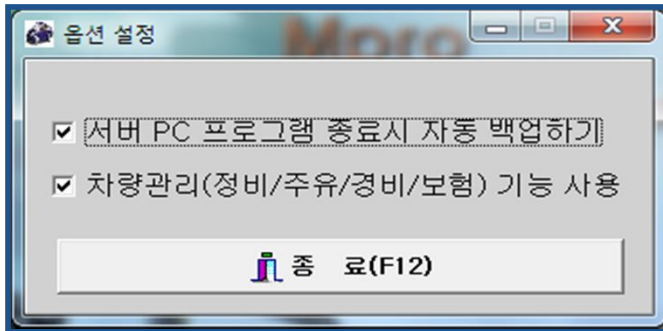 옵션 설정
Mpro
서버 PC 프로그램 종료시 자동 백업하기
차량관리(정비/주유/경비/보험) 기능 사용
종 료(F12)